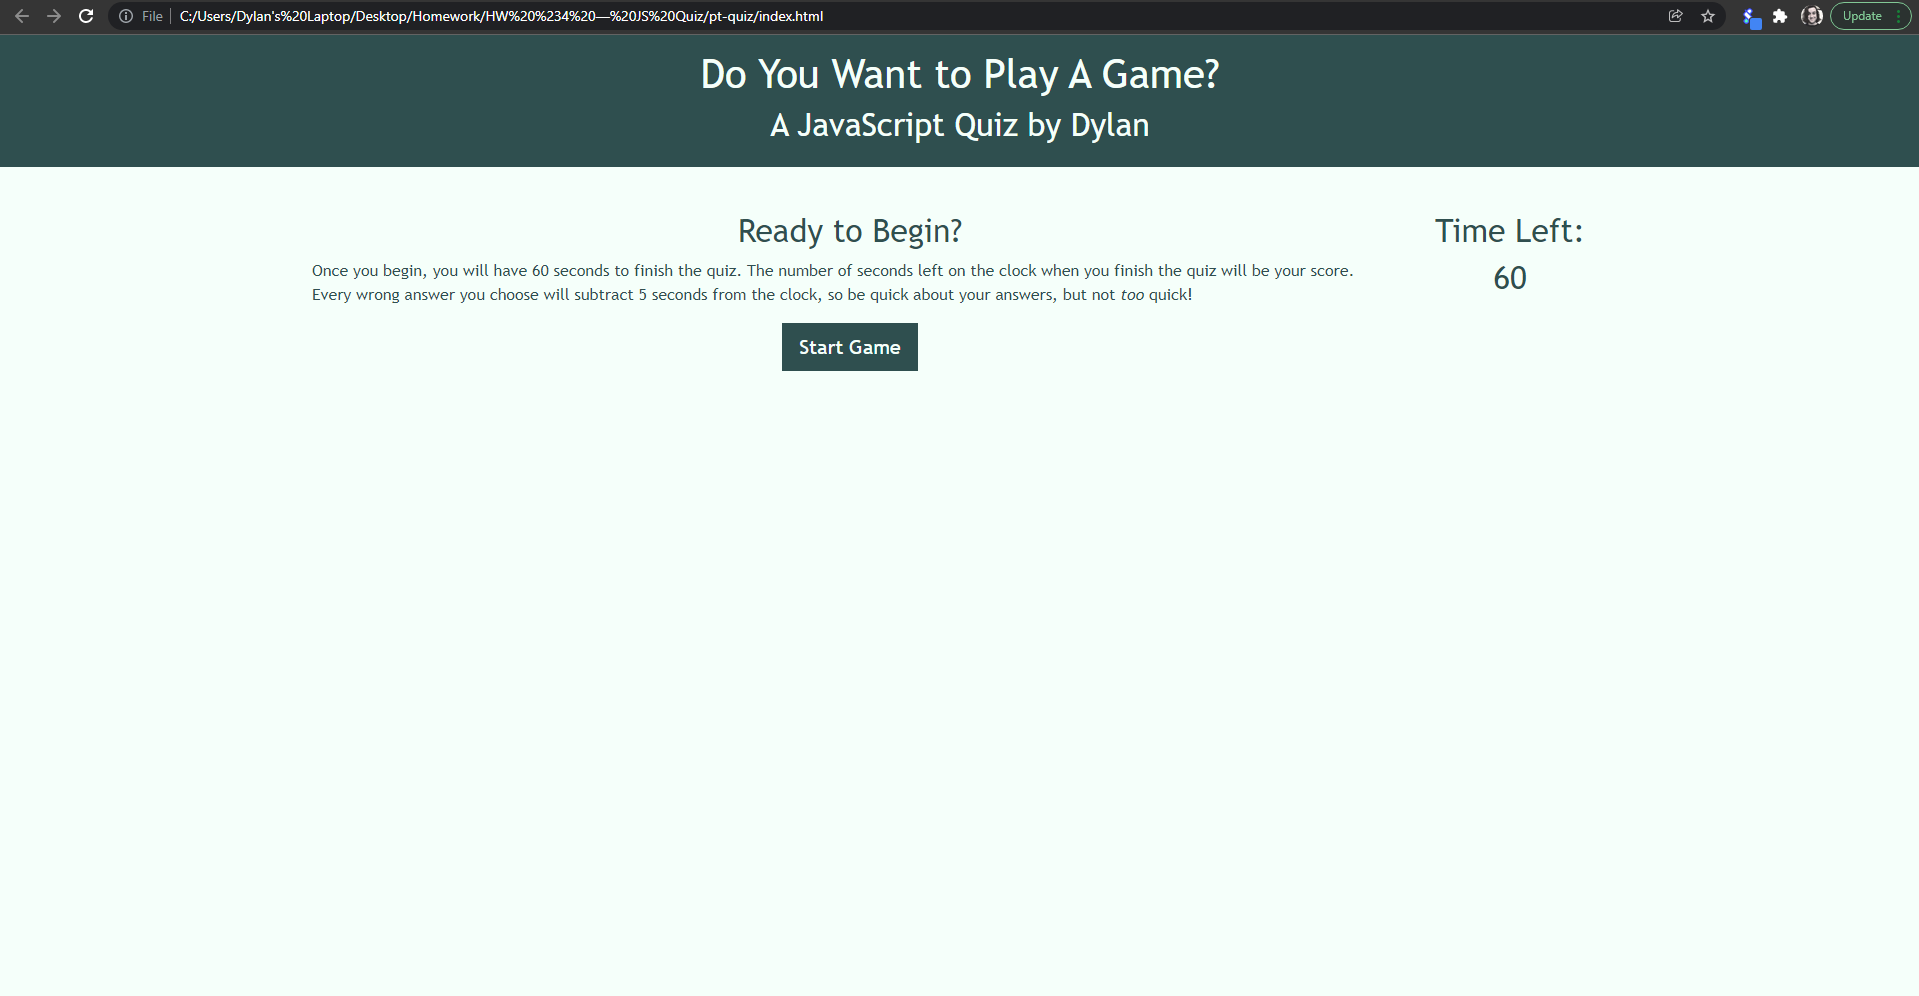 File
C:/Users/Dylan's%20Laptop/Desktop/Homework/HW%20%234%20—%20JS%20Quiz/pt-quiz/index.html
Update
Do You Want to Play A Game?
A JavaScript Quiz by Dylan
Ready to Begin?
Once you begin, you will have 60 seconds to finish the quiz. The number of seconds left on the clock when you finish the quiz will be your score.
Every wrong answer you choose will subtract 5 seconds from the clock, so be quick about your answers, but not too quick!
Start Game
Time Left:
60